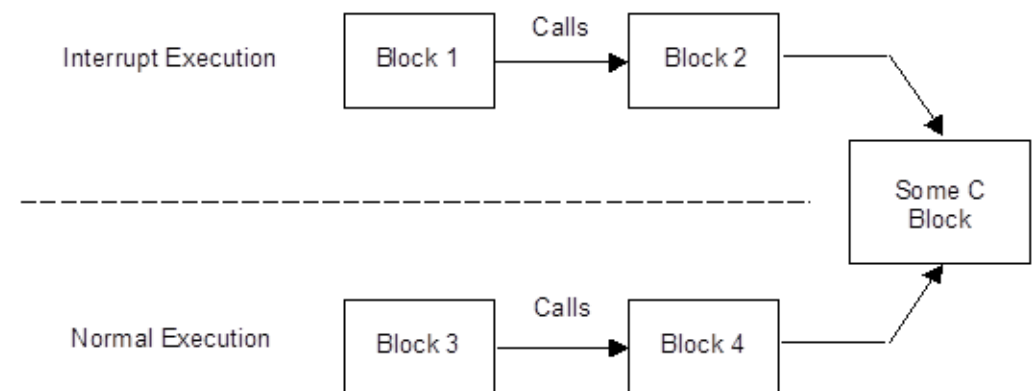 Calls
Interrupt Execution
Block 1
Block 2
Some C
Block
Calls
Normal Execution
Block 3
Block 4